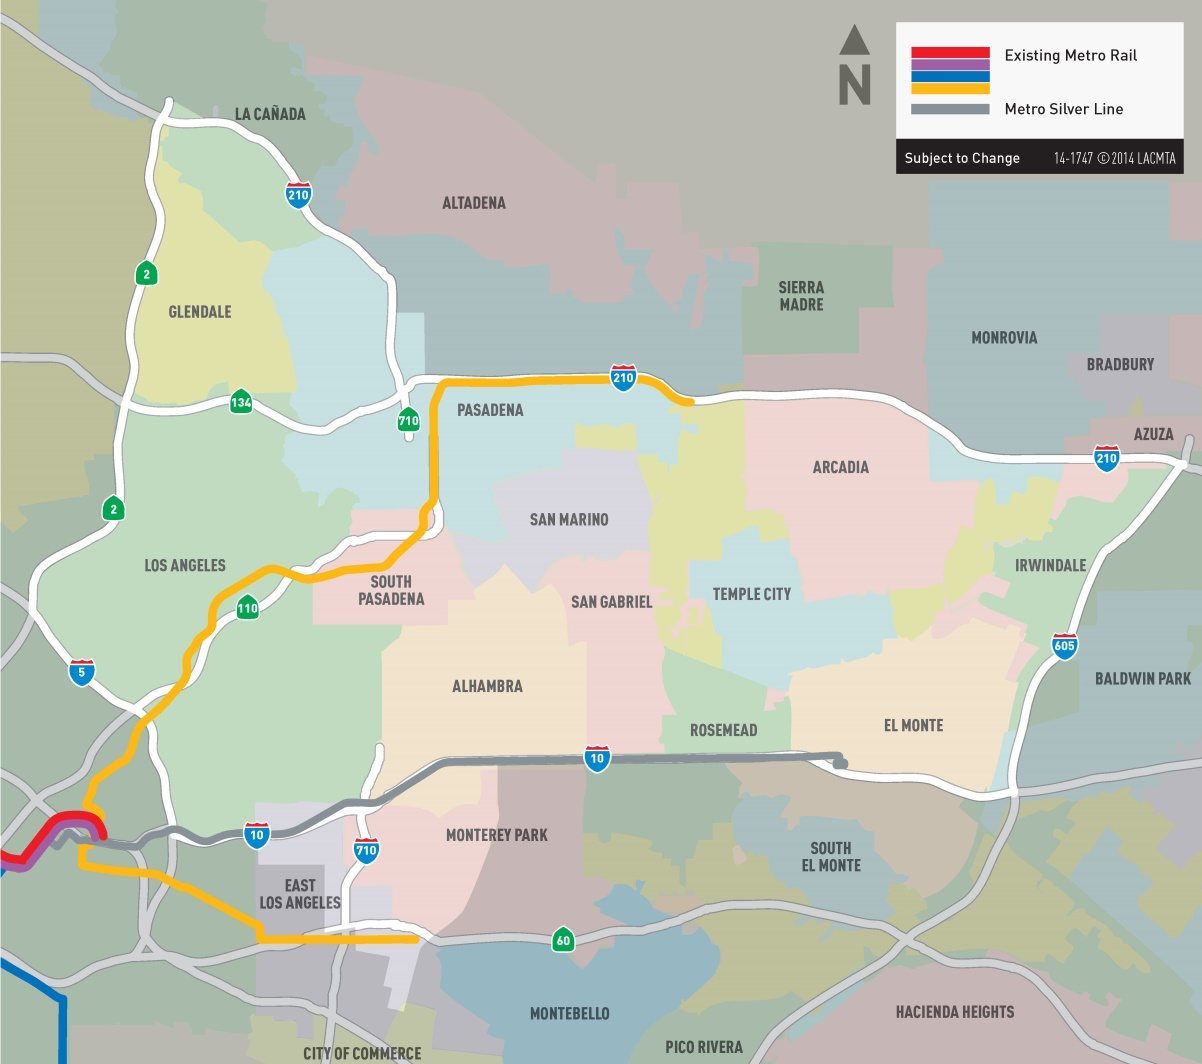 Existing Metro Rail
Metro Silver Line
Subject to Change 14-1747 ©2014 LACMTA
N
LA CAÑADA
210
ALTADENA
2
GLENDALE
SIERRA
MADRE
MONROVIA
BRADBURY
134
710
210
PASADENA
AZUZA
210
ARCADIA
2
SAN MARINO
LOS ANGELES
SOUTH
PASADENA
110
SAN GABRIEL
TEMPLE CITY
IRWINDALE
605
5
ALHAMBRA
BALDWIN PARK
ROSEMEAD
EL MONTE
10
10
710
MONTEREY PARK
SOUTH
EL MONTE
EAST
LOS ANGELES
60
MONTEBELLO
HACIENDA HEIGHTS
CITY OF COMMERCE
PICO RIVERA